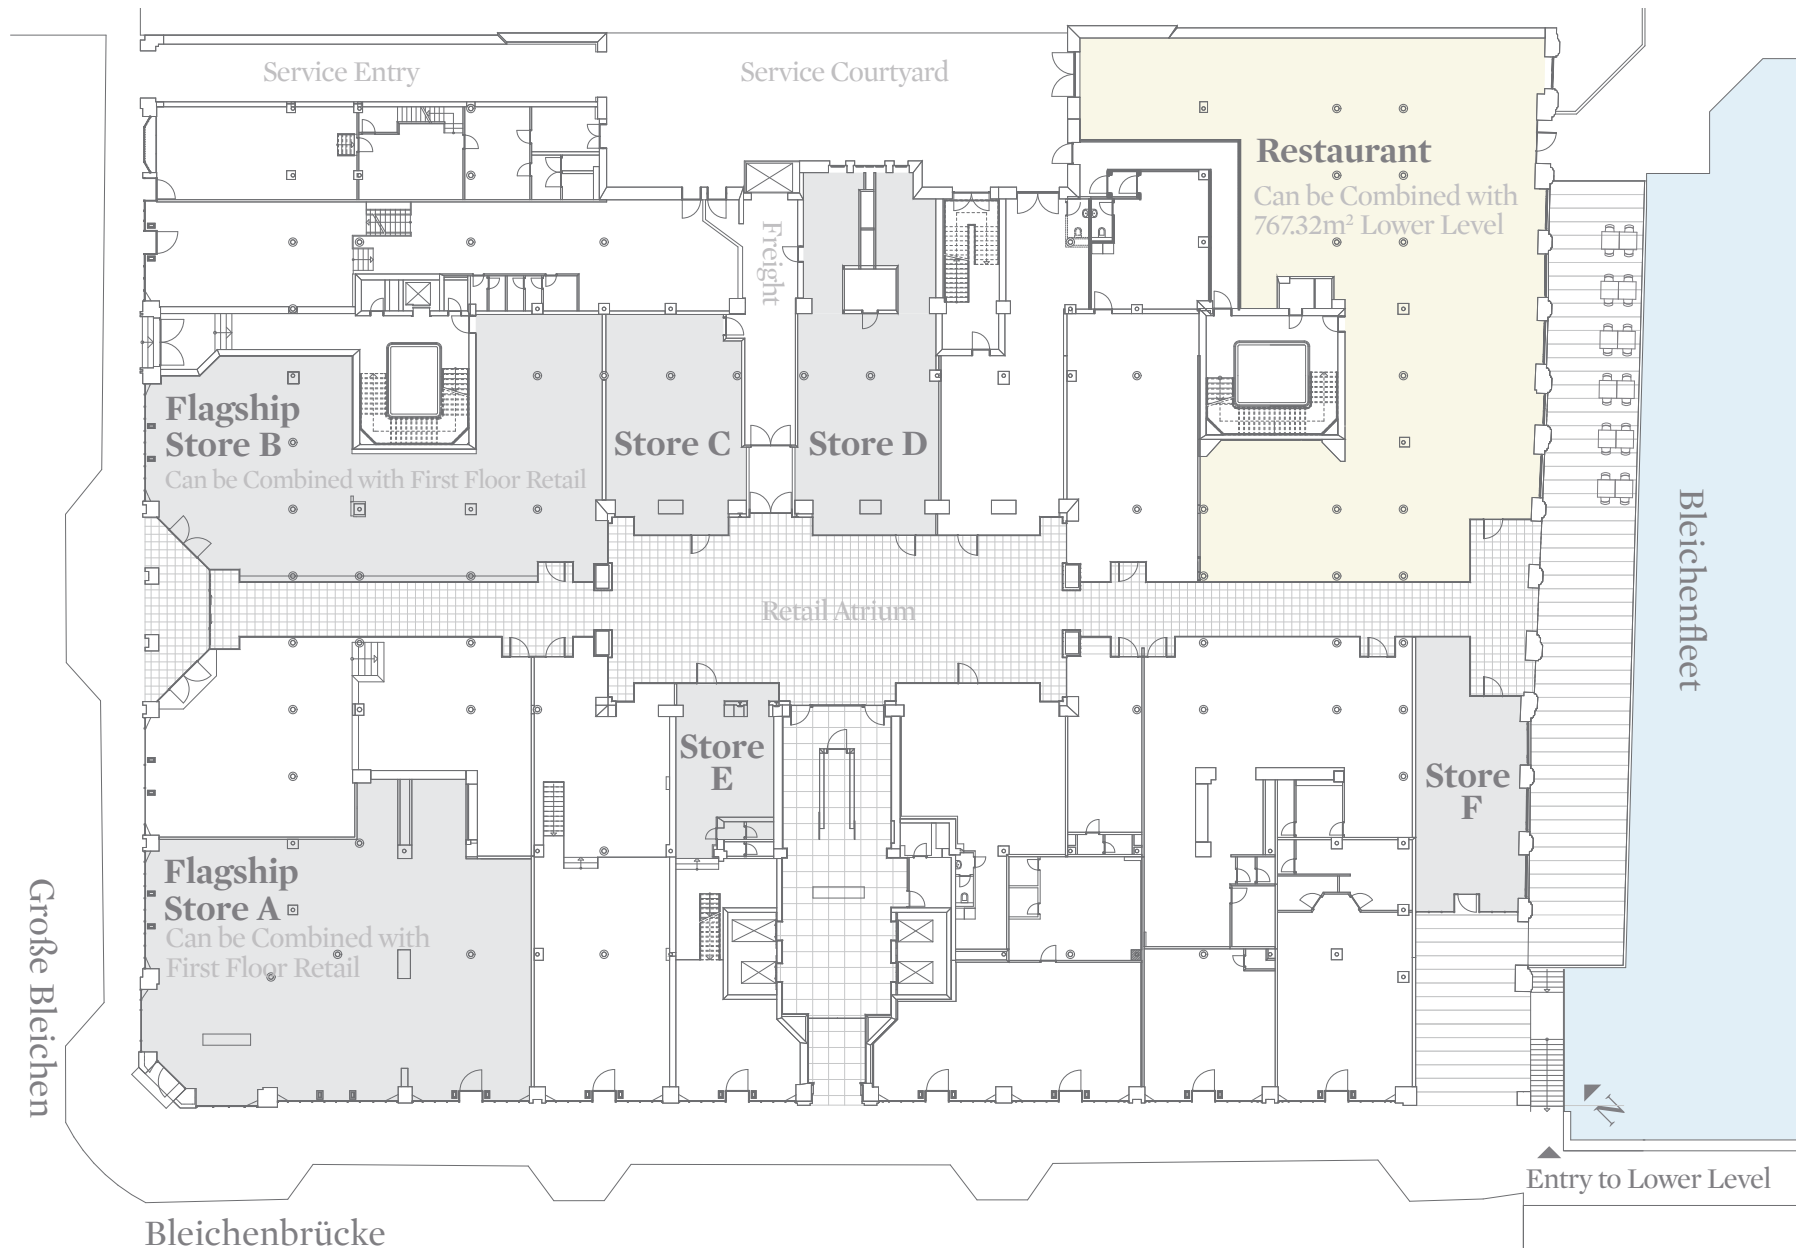 Service Entry
Service Courtyard
Restaurant
Can be Combined with
767.32m² Lower Level
Freight
Flagship
Store B
Can be Combined with First Floor Retail
Store C
Store D
Bleichenfleet
Retail Atrium
Store
E
Store
F
Flagship
Store A
Can be Combined with
First Floor Retail
Große Bleichen
N
Entry to Lower Level
Bleichenbrücke